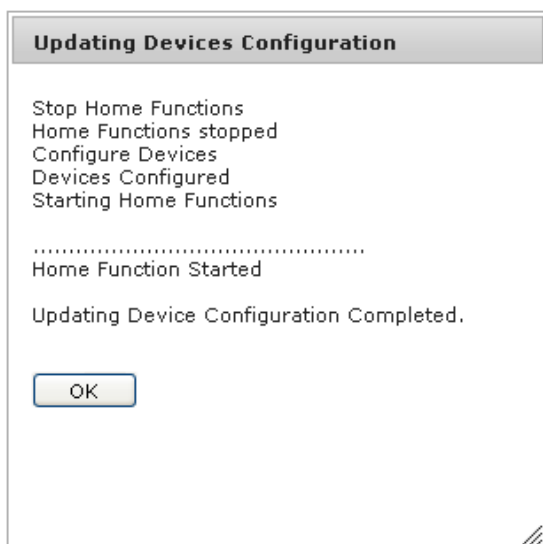 Updating Devices Configuration
Stop Home Functions
Home Functions stopped
Configure Devices
Devices Configured
Starting Home Functions
...............................................
Home Function Started
Updating Device Configuration Completed.
OK